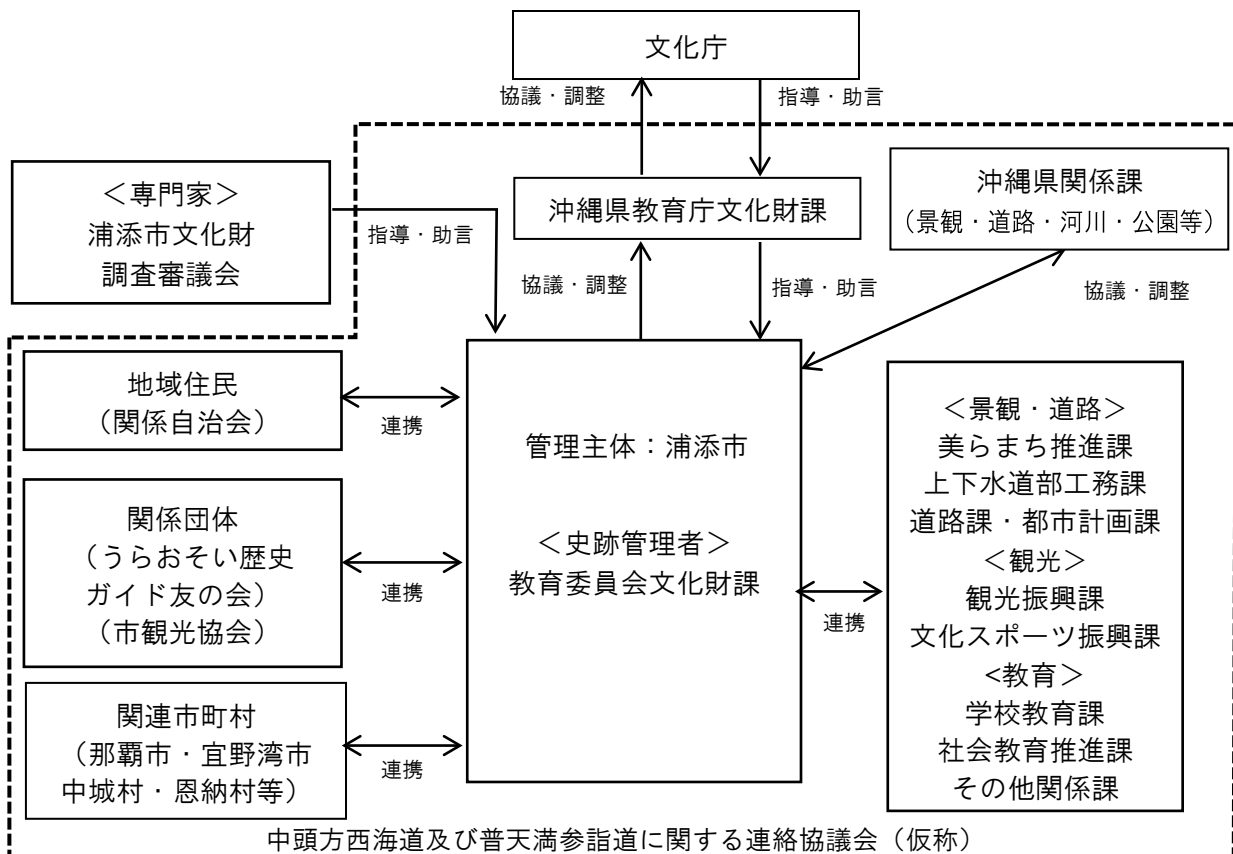 文化庁
協議・調整
指導・助言
＜専門家＞
浦添市文化財
調査審議会
指導・助言
沖縄県教育庁文化財課
沖縄県関係課
（景観・道路・河川・公園等）
協議・調整
指導・助言
協議・調整
地域住民
（関係自治会）
連携
関係団体
（うらおそい歴史
ガイド友の会）
（市観光協会）
連携
関連市町村
（那覇市・宜野湾市
中城村・恩納村等）
連携
管理主体：浦添市
＜史跡管理者＞
教育委員会文化財課
連携
＜景観・道路＞
美らまち推進課
上下水道部工務課
道路課・都市計画課
＜観光＞
観光振興課
文化スポーツ振興課
<教育＞
学校教育課
社会教育推進課
その他関係課
中頭方西海道及び普天満参詣道に関する連絡協議会（仮称）